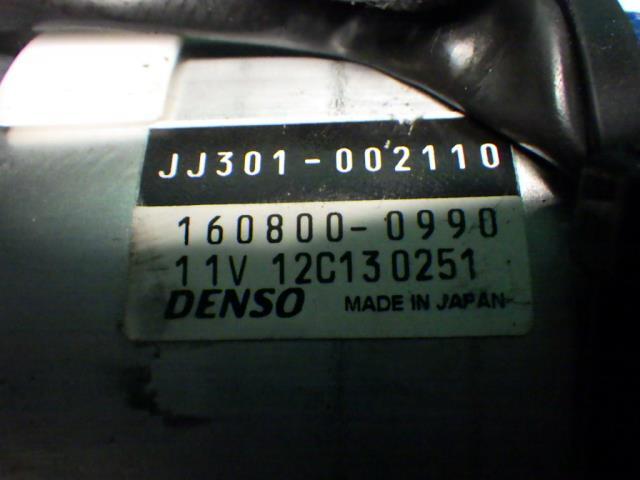 JJ301-002110
160800-0990
11V 12C130251
DENSO MADE IN JAPAN